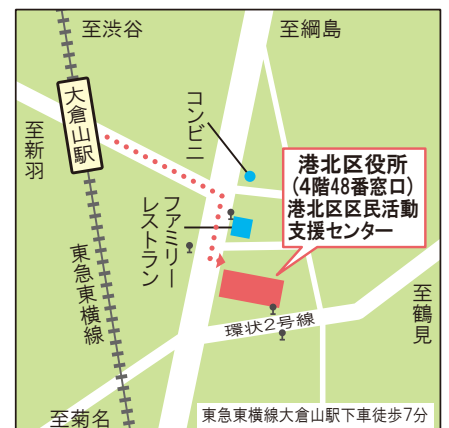 至渋谷
至綱島
大倉山駅
至新羽
コンビニ
港北区役所
(4階48番窓口)
港北区区民活動
支援センター
ファミリー
レストラン
東急東横線
環状2号線
至鶴見
至菊名
東急東横線大倉山駅下車徒歩7分